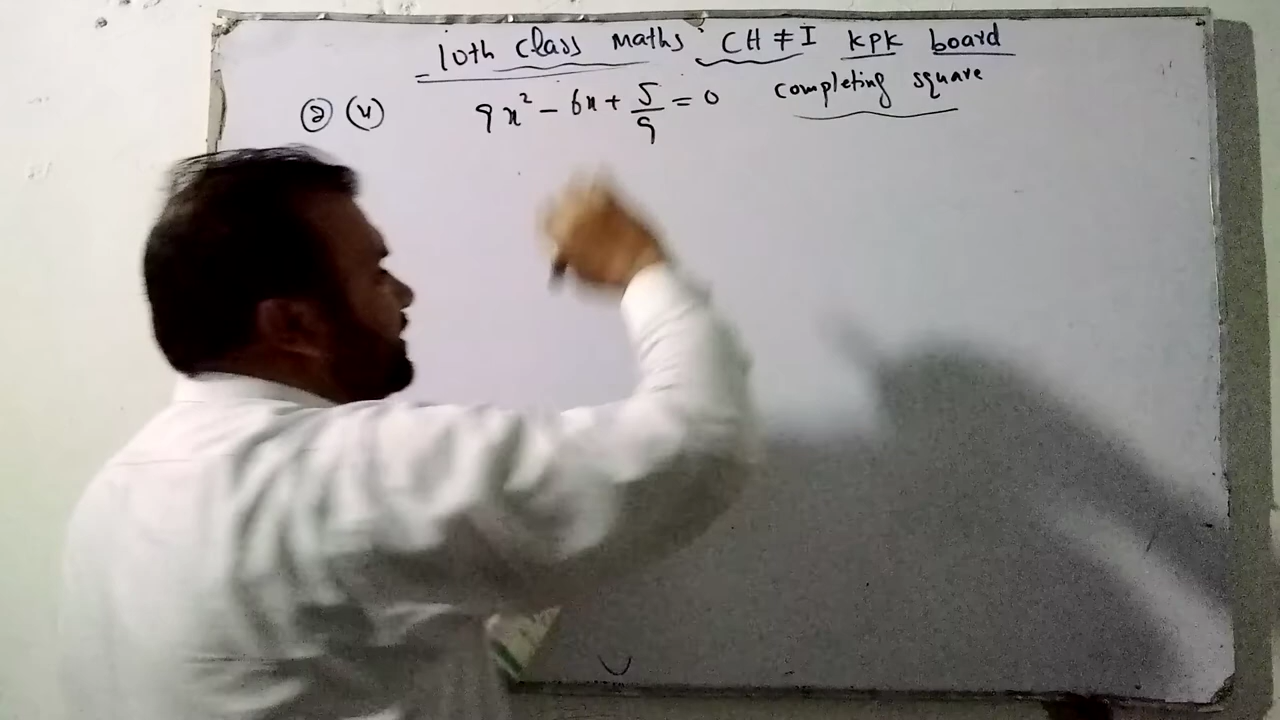 10th class maths CH # I KPK board
② (v) 9x² - 6x + 5/9 = 0 completing square